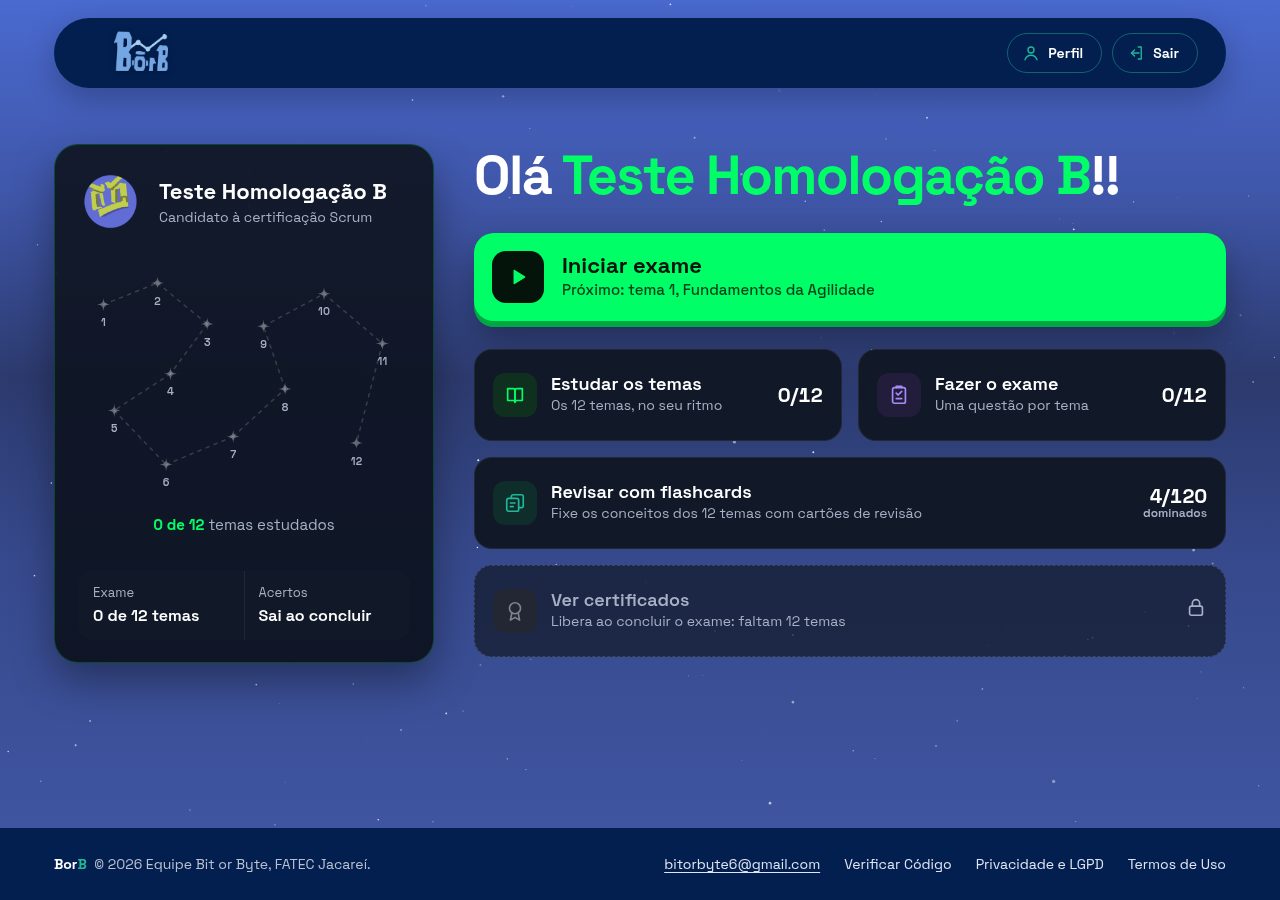 BorB
Perfil
Sair
Teste Homologação B
Candidato à certificação Scrum
1
2
3
4
5
6
7
8
9
10
11
12
0 de 12 temas estudados
Exame
0 de 12 temas
Acertos
Sai ao concluir
Olá Teste Homologação B!!
Iniciar exame
Próximo: tema 1, Fundamentos da Agilidade
Estudar os temas
Os 12 temas, no seu ritmo
0/12
Fazer o exame
Uma questão por tema
0/12
Revisar com flashcards
Fixe os conceitos dos 12 temas com cartões de revisão
4/120
dominados
Ver certificados
Libera ao concluir o exame: faltam 12 temas
BorB © 2026 Equipe Bit or Byte, FATEC Jacareí.
bitorbyte6@gmail.com
Verificar Código
Privacidade e LGPD
Termos de Uso